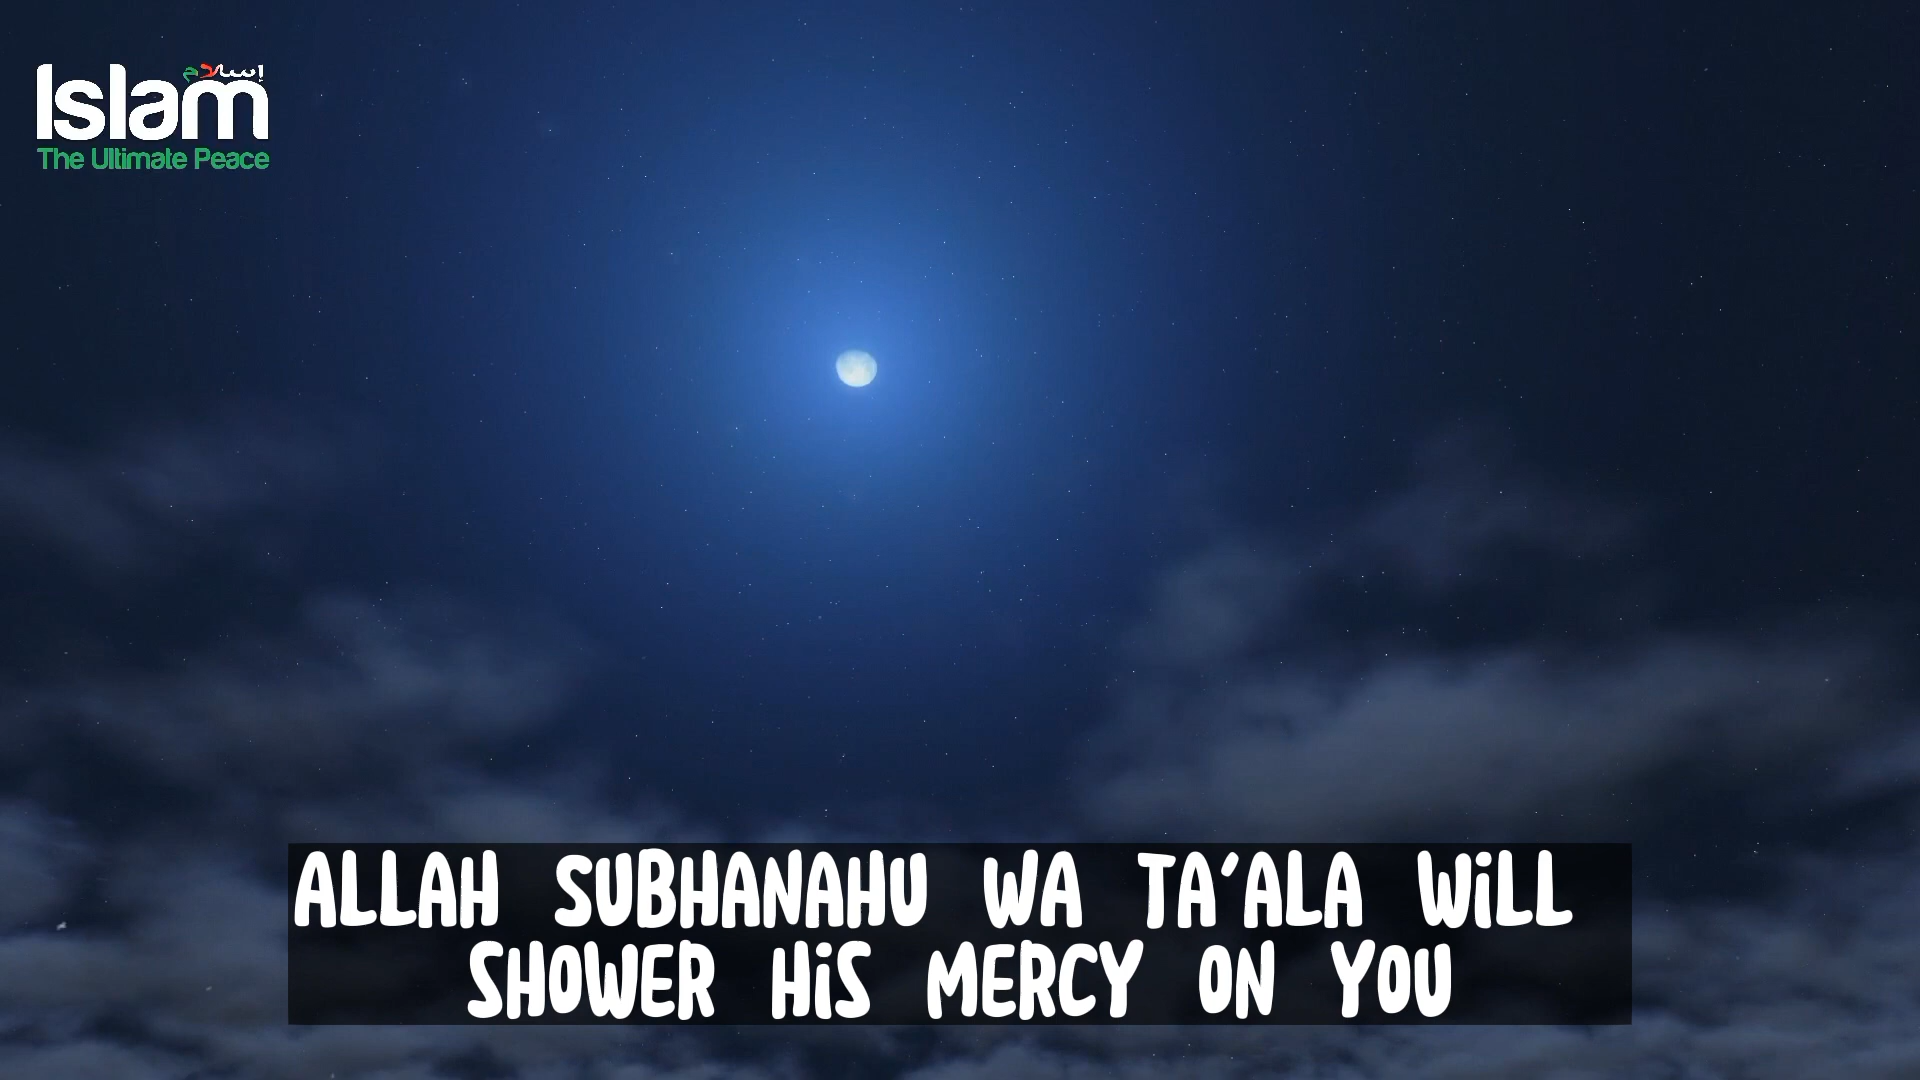 إسلام
Islam
The Ultimate Peace
ALLAH SUBHANAHU WA TA'ALA WiLL
SHOWER HiS MERCY ON YOU